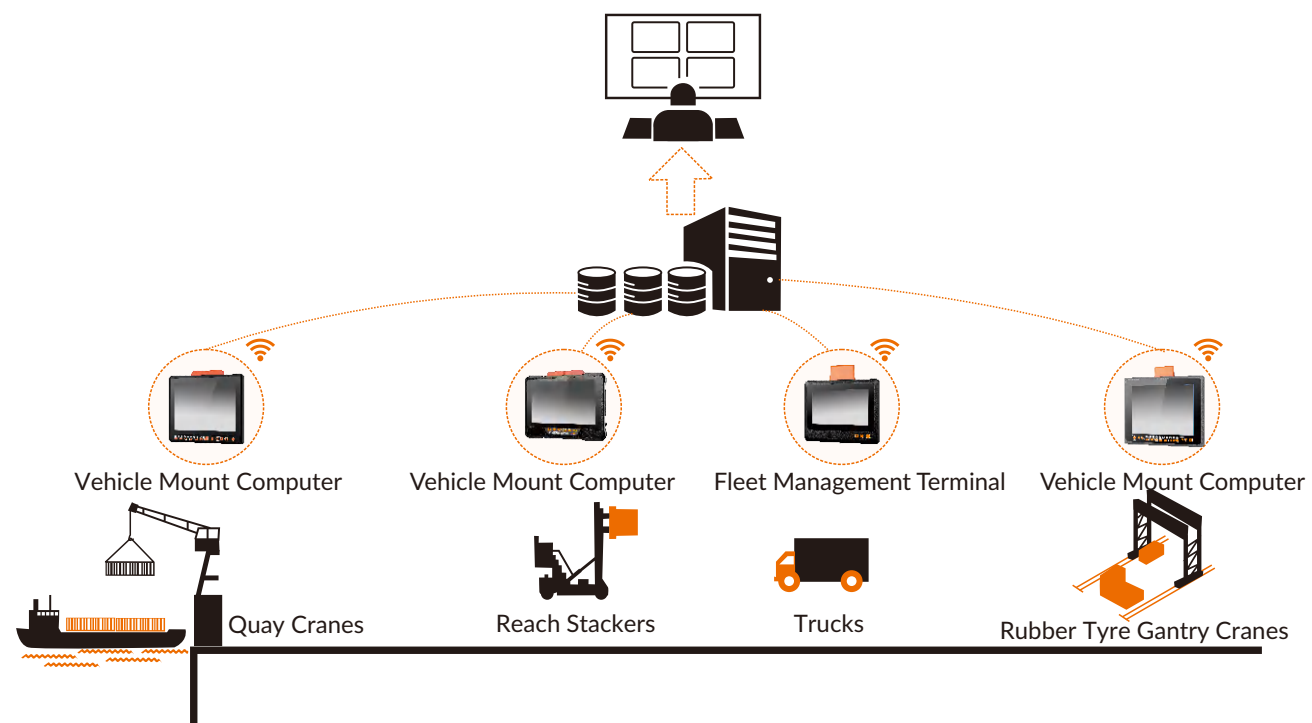 Vehicle Mount Computer
Vehicle Mount Computer
Fleet Management Terminal
Vehicle Mount Computer
Quay Cranes
Reach Stackers
Trucks
Rubber Tyre Gantry Cranes